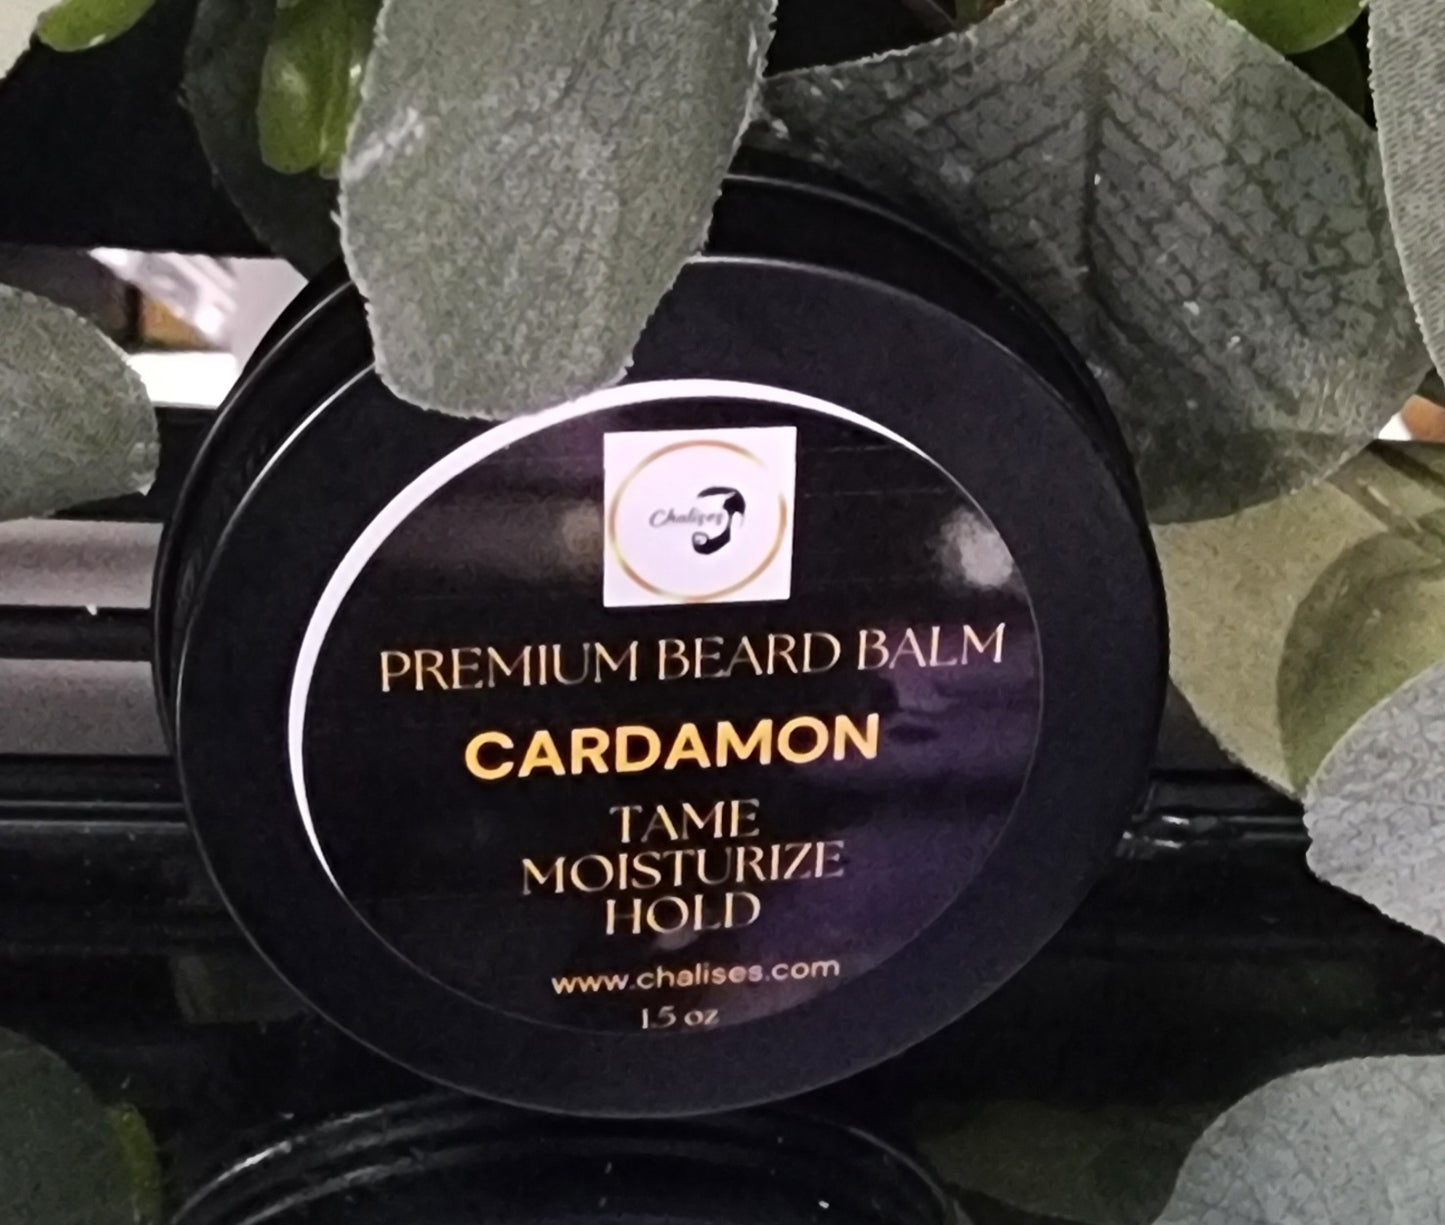 Chalises
PREMIUM BEARD BALM
CARDAMON
TAME
MOISTURIZE
HOLD
www.chalises.com
1.5 oz